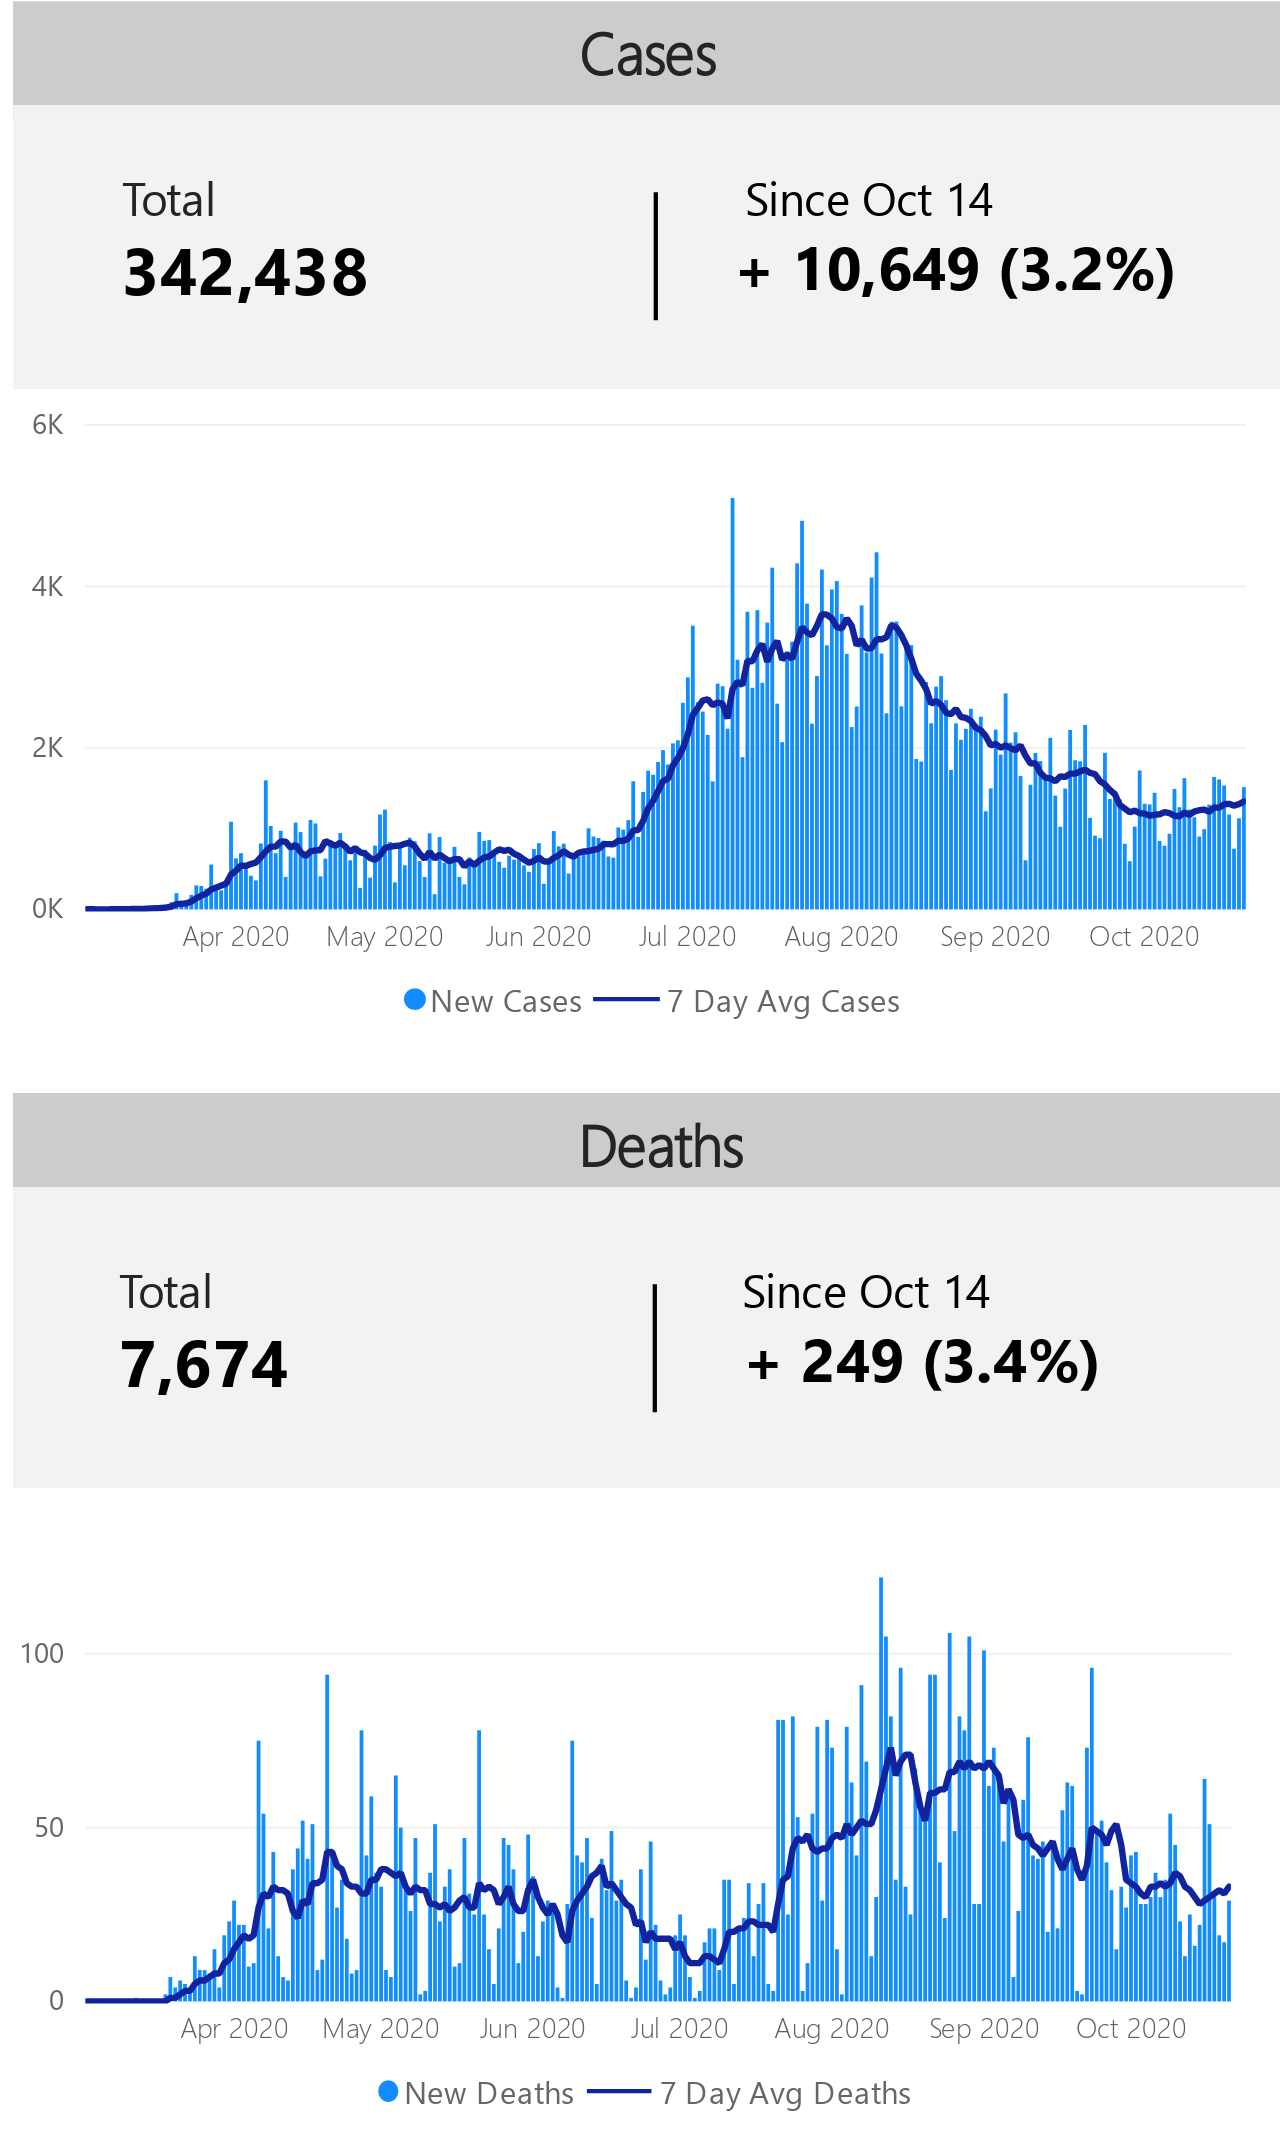 Cases
Total
Since Oct 14
342,438
+ 10,649 (3.2%)
6K
4K
2K
0K
Apr 2020 May 2020 Jun 2020 Jul 2020 Aug 2020 Sep 2020 Oct 2020
New Cases 7 Day Avg Cases
Deaths
Total
Since Oct 14
7,674
+ 249 (3.4%)
100
50
0
Apr 2020 May 2020 Jun 2020 Jul 2020 Aug 2020 Sep 2020 Oct 2020
New Deaths 7 Day Avg Deaths